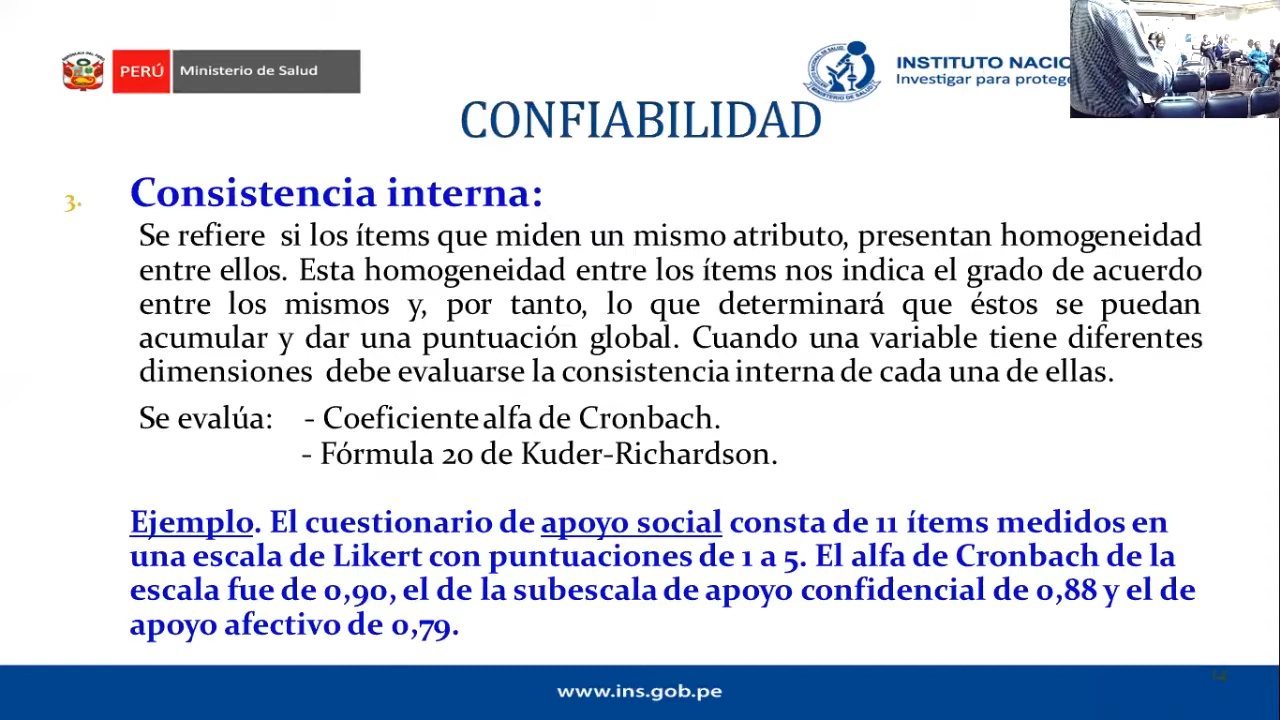 PERÚ
Ministerio de Salud
INSTITUTO NACIO
Investigar para protege
CONFIABILIDAD
3. Consistencia interna:
Se refiere si los ítems que miden un mismo atributo, presentan homogeneidad
entre ellos. Esta homogeneidad entre los ítems nos indica el grado de acuerdo
entre los mismos y, por tanto, lo que determinará que éstos se puedan
acumular y dar una puntuación global. Cuando una variable tiene diferentes
dimensiones debe evaluarse la consistencia interna de cada una de ellas.
Se evalúa: - Coeficiente alfa de Cronbach.
- Fórmula 20 de Kuder-Richardson.
Ejemplo. El cuestionario de apoyo social consta de 11 ítems medidos en
una escala de Likert con puntuaciones de 1 a 5. El alfa de Cronbach de la
escala fue de 0,90, el de la subescala de apoyo confidencial de 0,88 y el de
apoyo afectivo de 0,79.
www.ins.gob.pe